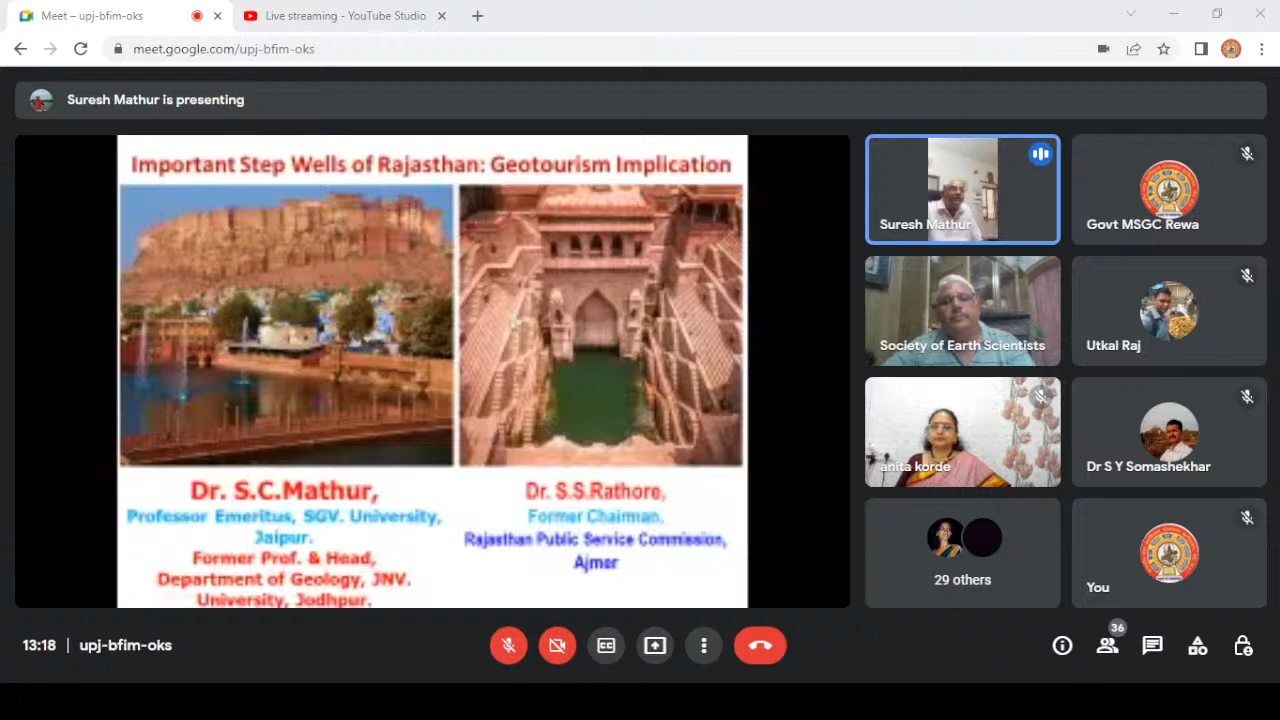 Meet – upj-bfim-oks
Live streaming - YouTube Studio
meet.google.com/upj-bfim-oks
Suresh Mathur is presenting
Important Step Wells of Rajasthan: Geotourism Implication
Dr. S.C.Mathur,
Professor Emeritus, SGV. University,
Jaipur.
Former Prof. & Head,
Department of Geology, JNV.
University, Jodhpur.
Dr. S.S.Rathore,
Former Chairman,
Rajasthan Public Service Commission,
Ajmer
Suresh Mathur
Govt MSGC Rewa
Society of Earth Scientists
Utkal Raj
anita korde
Dr S Y Somashekhar
29 others
You
13:18 | upj-bfim-oks
CC
36